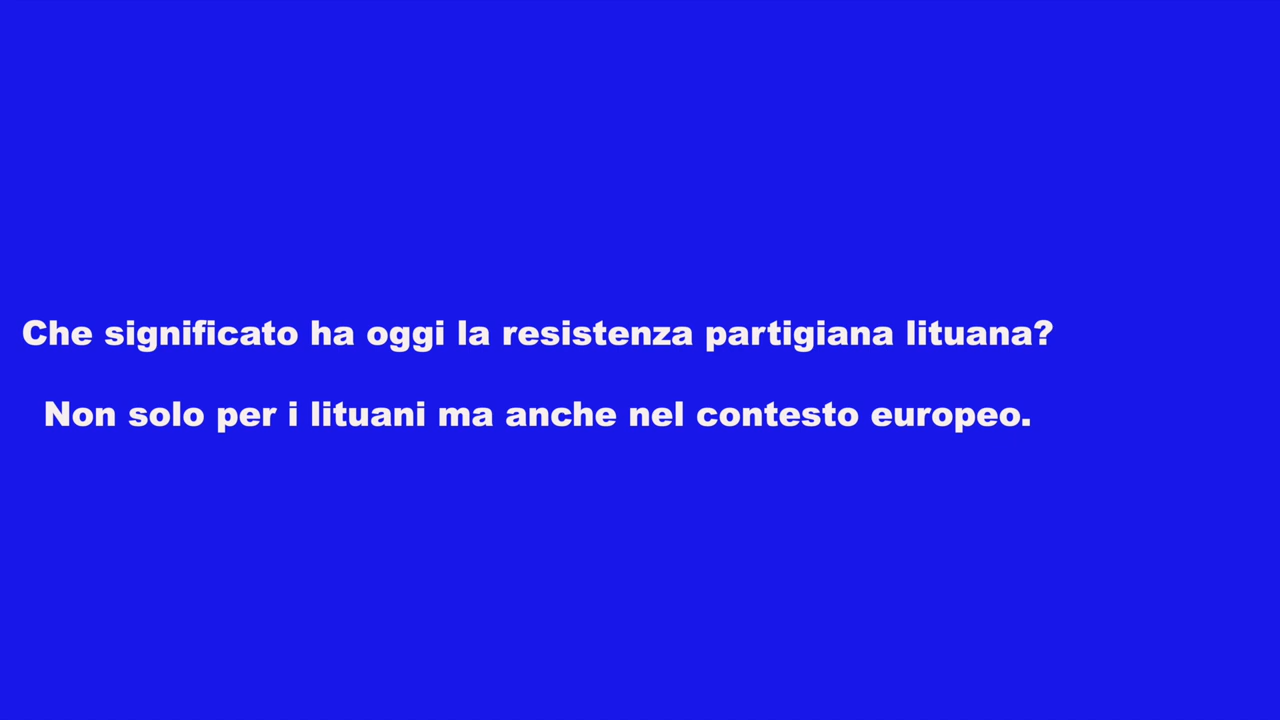 Che significato ha oggi la resistenza partigiana lituana?
Non solo per i lituani ma anche nel contesto europeo.